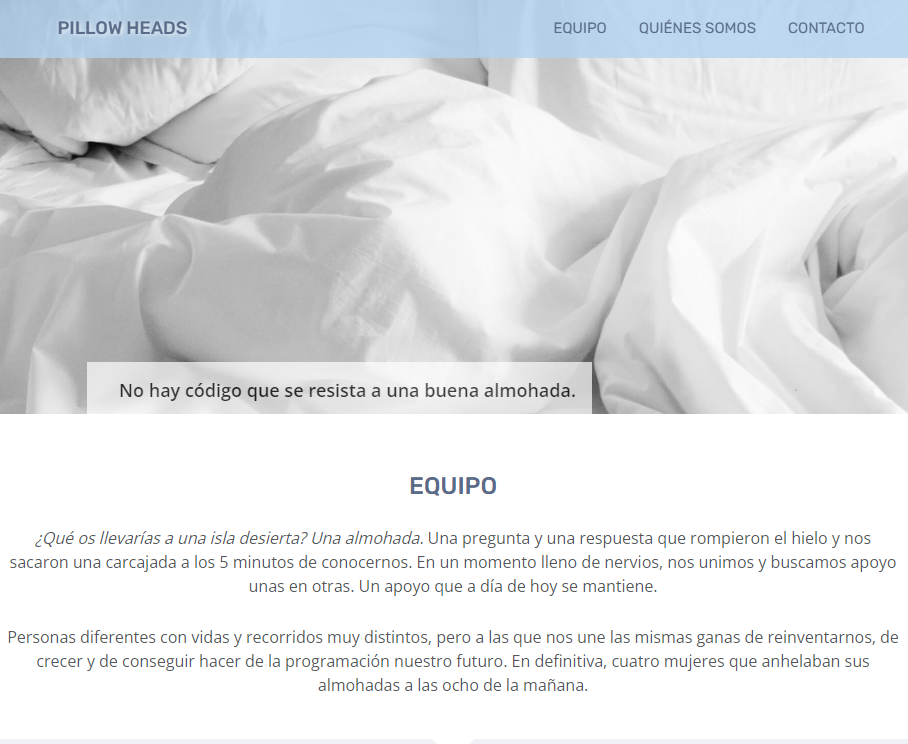 PILLOW HEADS
EQUIPO QUIÉNES SOMOS CONTACTO
No hay código que se resista a una buena almohada.
EQUIPO
¿Qué os llevarías a una isla desierta? Una almohada. Una pregunta y una respuesta que rompieron el hielo y nos
sacaron una carcajada a los 5 minutos de conocernos. En un momento lleno de nervios, nos unimos y buscamos apoyo
unas en otras. Un apoyo que a día de hoy se mantiene.
Personas diferentes con vidas y recorridos muy distintos, pero a las que nos une las mismas ganas de reinventarnos, de
crecer y de conseguir hacer de la programación nuestro futuro. En definitiva, cuatro mujeres que anhelaban sus
almohadas a las ocho de la mañana.